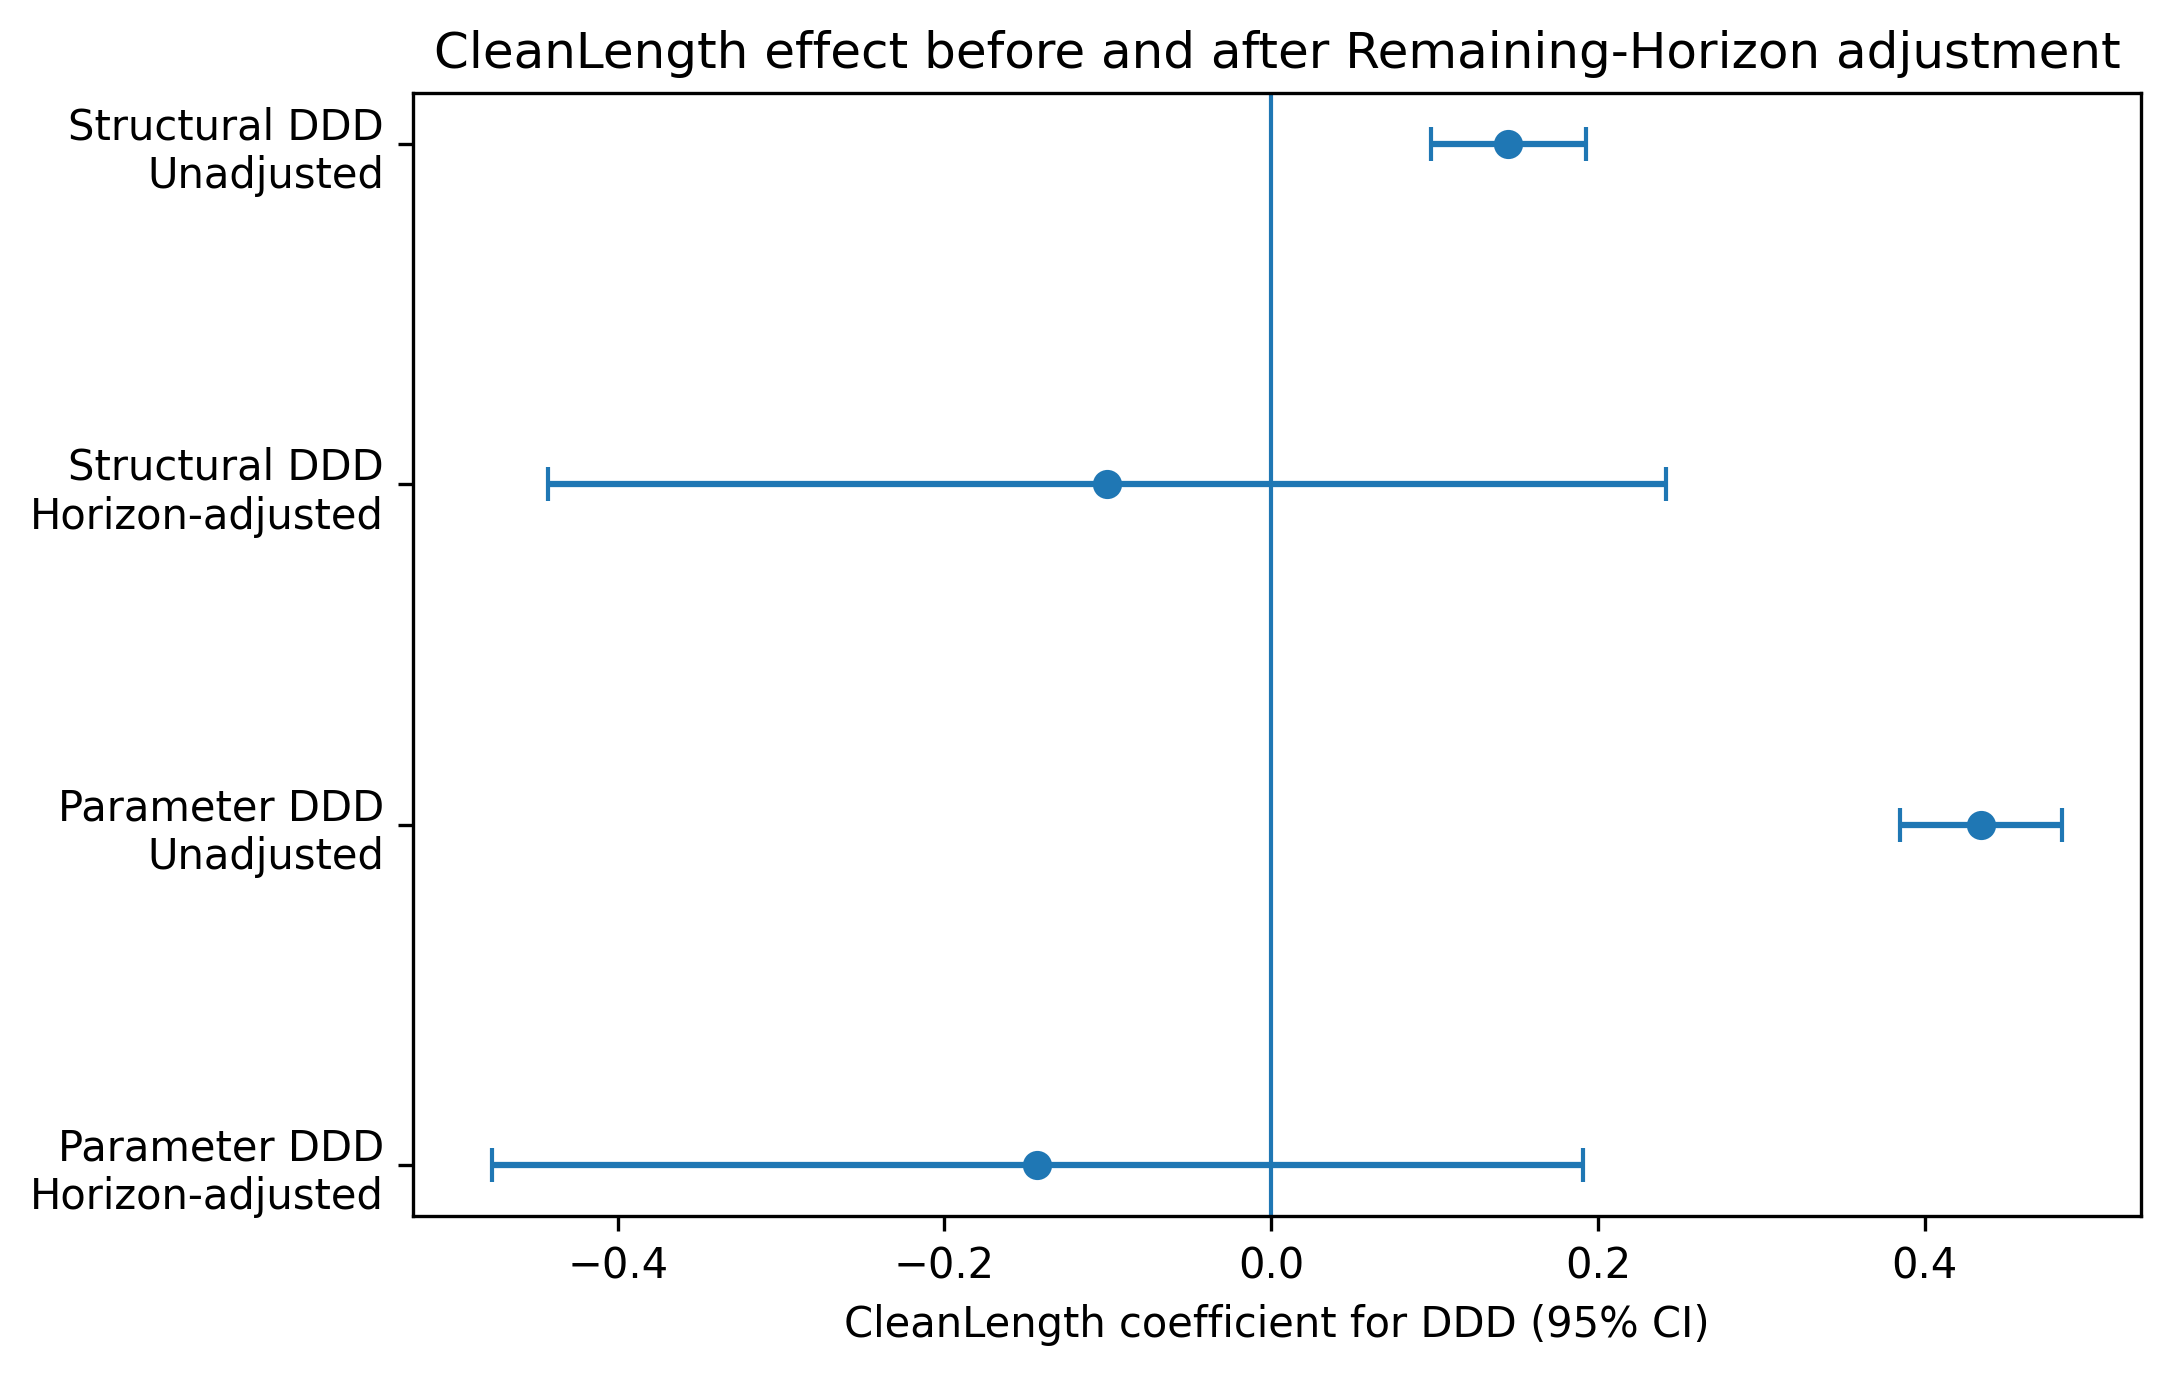 CleanLength effect before and after Remaining-Horizon adjustment
Structural DDD
Unadjusted
Structural DDD
Horizon-adjusted
Parameter DDD
Unadjusted
Parameter DDD
Horizon-adjusted
−0.4 −0.2 0.0 0.2 0.4
CleanLength coefficient for DDD (95% CI)